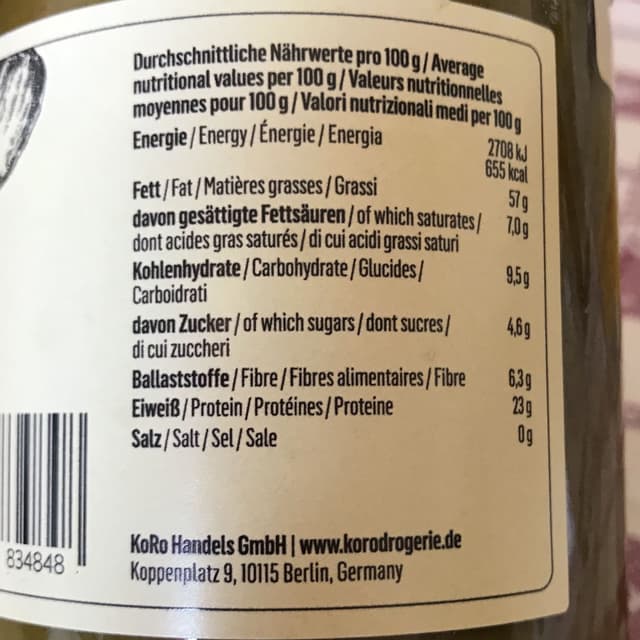 Durchschnittliche Nährwerte pro 100 g / Average
nutritional values per 100 g / Valeurs nutritionnelles
moyennes pour 100 g / Valori nutrizionali medi per 100 g
Energie / Energy / Énergie / Energia 2708 kJ
655 kcal
Fett / Fat / Matières grasses / Grassi 57 g
davon gesättigte Fettsäuren / of which saturates / 7,0 g
dont acides gras saturés / di cui acidi grassi saturi
Kohlenhydrate / Carbohydrate / Glucides / 9,5 g
Carboidrati
davon Zucker / of which sugars / dont sucres / 4,6 g
di cui zuccheri
Ballaststoffe / Fibre / Fibres alimentaires / Fibre 6,3 g
Eiweiß / Protein / Protéines / Proteine 23 g
Salz / Salt / Sel / Sale 0 g
834848
KoRo Handels GmbH | www.korodrogerie.de
Koppenplatz 9, 10115 Berlin, Germany